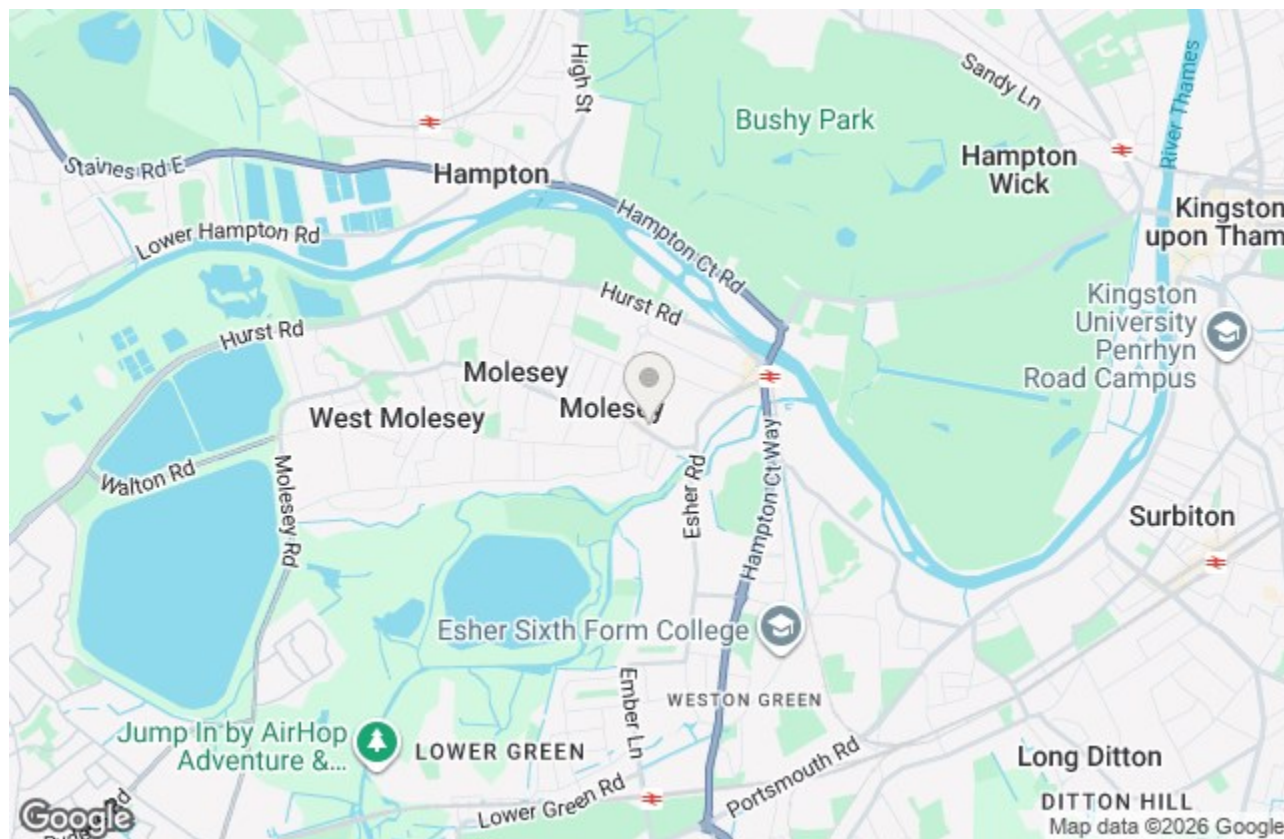 High St
Sandy Ln
River Thames
Bushy Park
Staines Rd E
Hampton
Hampton
Wick
Kingston
upon Tham
Lower Hampton Rd
Hampton Ct Rd
Hurst Rd
Hurst Rd
Kingston
University
Penrhyn
Road Campus
Molesey
Molesey
West Molesey
Walton Rd
Molesey Rd
Esher Rd
Hampton Ct Way
Surbiton
Esher Sixth Form College
Ember Ln
WESTON GREEN
Jump In by AirHop
Adventure &...
LOWER GREEN
Portsmouth Rd
Long Ditton
Lower Green Rd
DITTON HILL
Google
Map data ©2026 Google